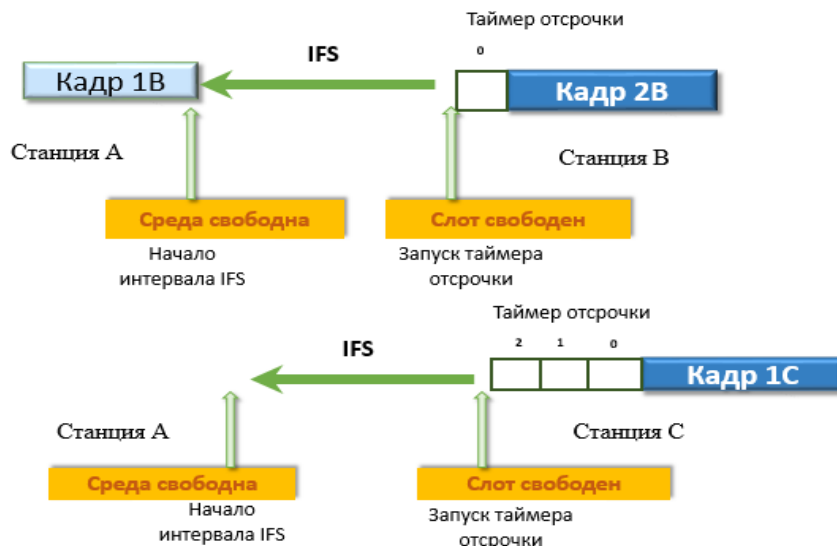 Таймер отсрочки
IFS
0
Кадр 1В
Кадр 2В
Станция А
Станция В
Среда свободна
Слот свободен
Начало
интервала IFS
Запуск таймера
отсрочки
Таймер отсрочки
IFS
2 1 0
Кадр 1С
Станция А
Станция С
Среда свободна
Слот свободен
Начало
интервала IFS
Запуск таймера
отсрочки